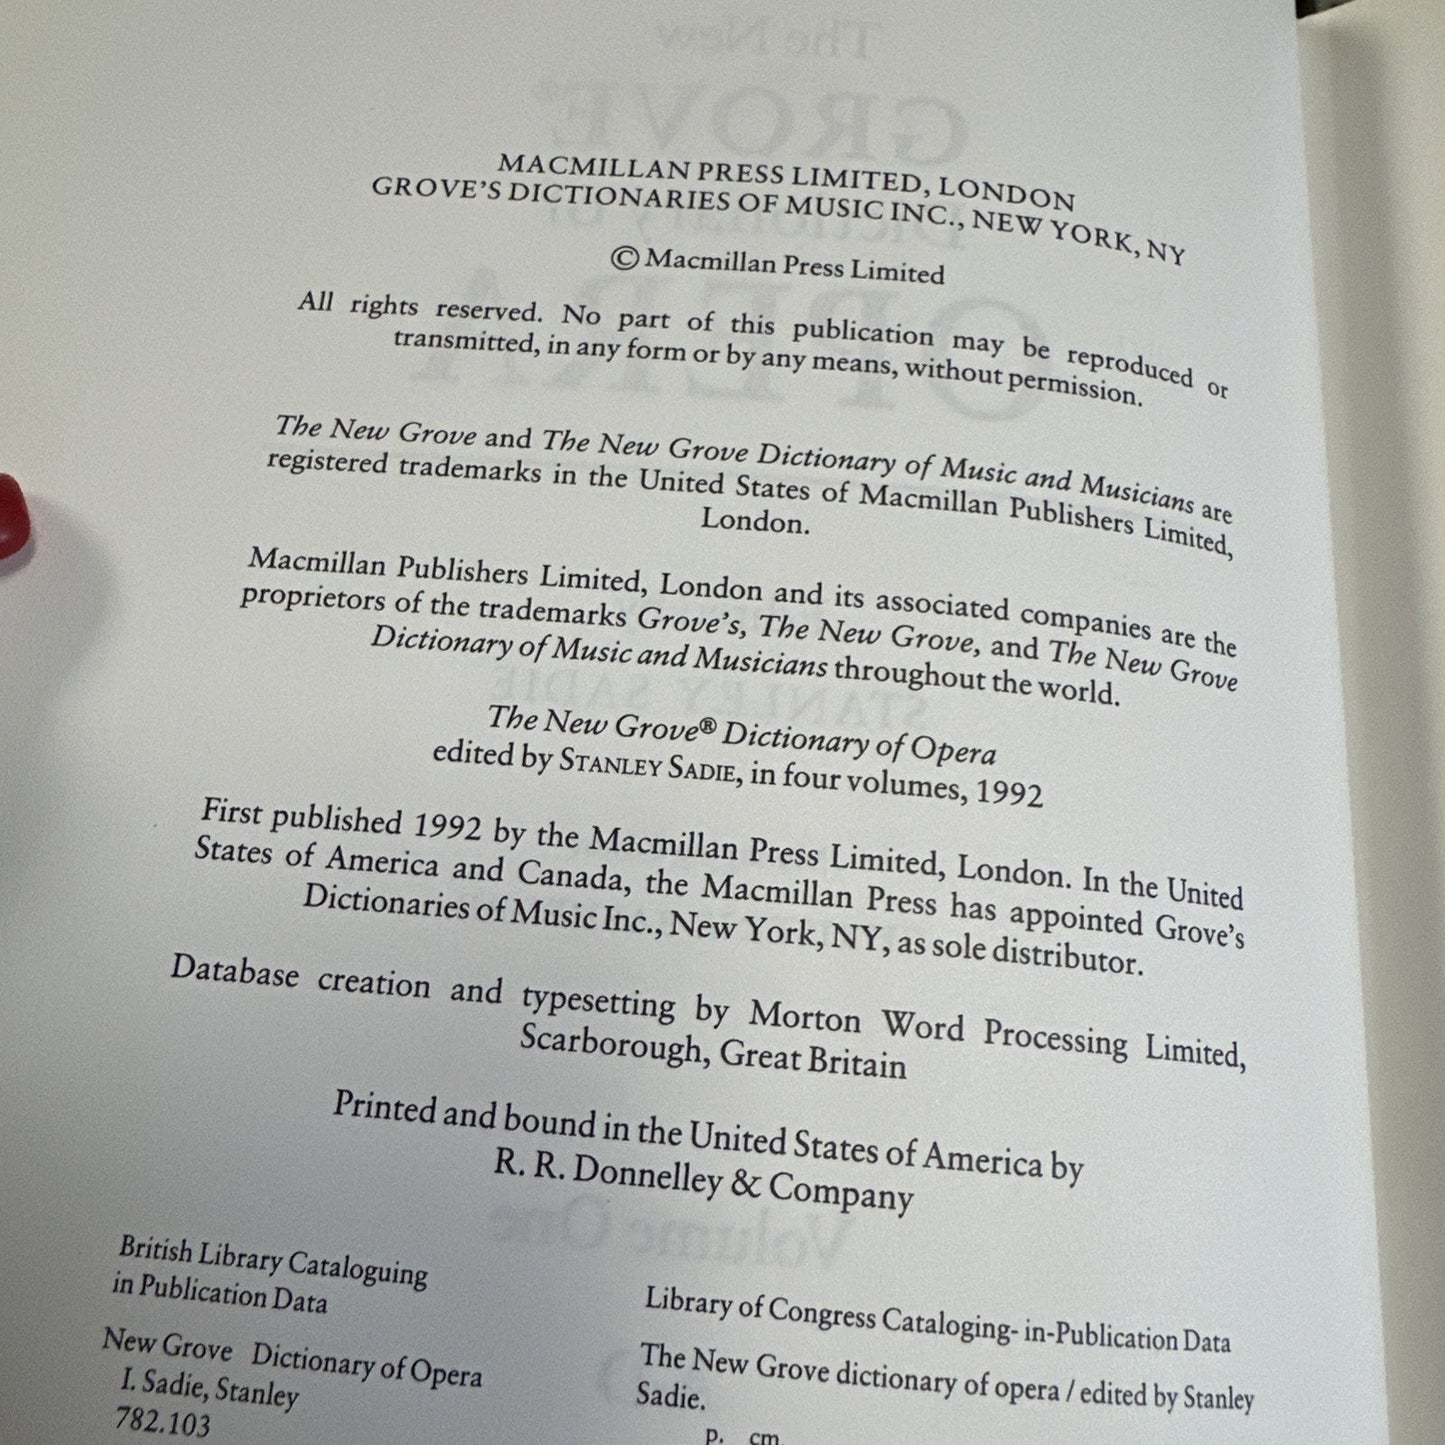 MACMILLAN PRESS LIMITED, LONDON
GROVE'S DICTIONARIES OF MUSIC INC., NEW YORK, NY
© Macmillan Press Limited
All rights reserved. No part of this publication may be reproduced or
transmitted, in any form or by any means, without permission.
The New Grove and The New Grove Dictionary of Music and Musicians are
registered trademarks in the United States of Macmillan Publishers Limited,
London.
Macmillan Publishers Limited, London and its associated companies are the
proprietors of the trademarks Grove's, The New Grove, and The New Grove
Dictionary of Music and Musicians throughout the world.
The New Grove® Dictionary of Opera
edited by STANLEY SADIE, in four volumes, 1992
First published 1992 by the Macmillan Press Limited, London. In the United
States of America and Canada, the Macmillan Press has appointed Grove's
Dictionaries of Music Inc., New York, NY, as sole distributor.
Database creation and typesetting by Morton Word Processing Limited,
Scarborough, Great Britain
Printed and bound in the United States of America by
R. R. Donnelley & Company
British Library Cataloguing
in Publication Data
New Grove Dictionary of Opera
I. Sadie, Stanley
782.103
Library of Congress Cataloging- in-Publication Data
The New Grove dictionary of opera / edited by Stanley
Sadie.
p. cm